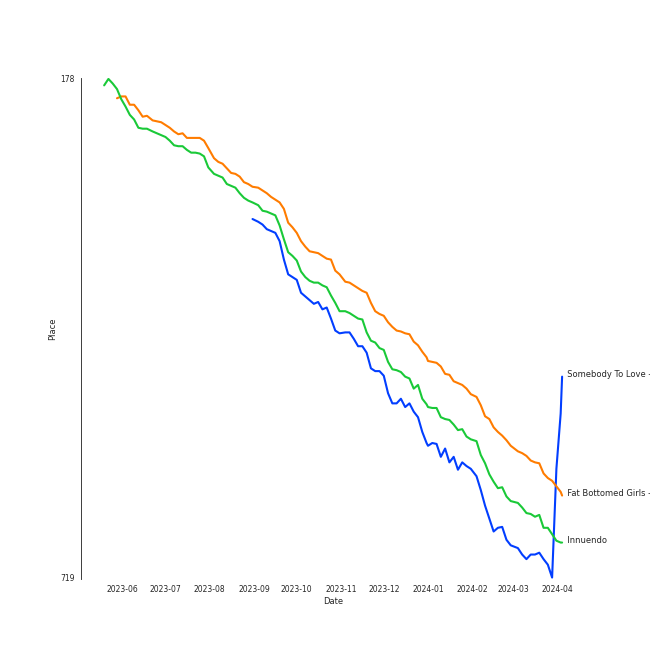 178
Somebody To Love -
Place
Fat Bottomed Girls -
Innuendo
719
2023-06 2023-07 2023-08 2023-09 2023-10 2023-11 2023-12 2024-01 2024-02 2024-03 2024-04
Date